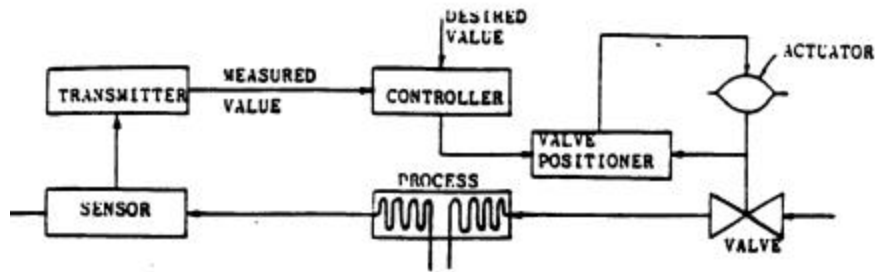 DESIRED
VALUE
ACTUATOR
MEASURED
TRANSMITTER
CONTROLLER
VALUE
VALVE
POSITIONER
PROCESS
SENSOR
VALVE